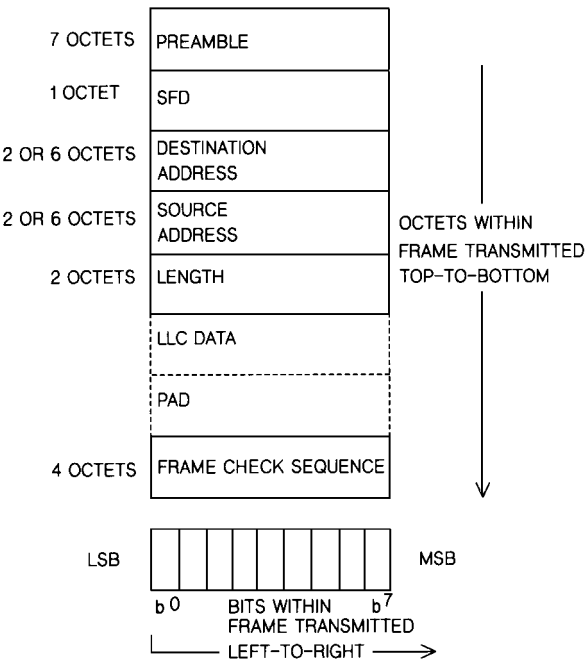 7 OCTETS PREAMBLE
1 OCTET SFD
2 OR 6 OCTETS DESTINATION
ADDRESS
2 OR 6 OCTETS SOURCE
ADDRESS
OCTETS WITHIN
FRAME TRANSMITTED
TOP-TO-BOTTOM
2 OCTETS LENGTH
LLC DATA
PAD
4 OCTETS FRAME CHECK SEQUENCE
LSB MSB
b0 BITS WITHIN b7
FRAME TRANSMITTED
LEFT-TO-RIGHT